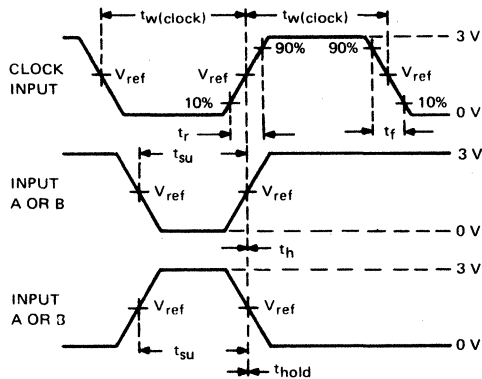 tw(clock) tw(clock)
CLOCK INPUT
Vref Vref
10% 90% 90% 10%
3 V
0 V
tr tf
INPUT A OR B
tsu
Vref Vref
3 V
0 V
th
INPUT A OR B
Vref Vref
3 V
0 V
tsu
thold